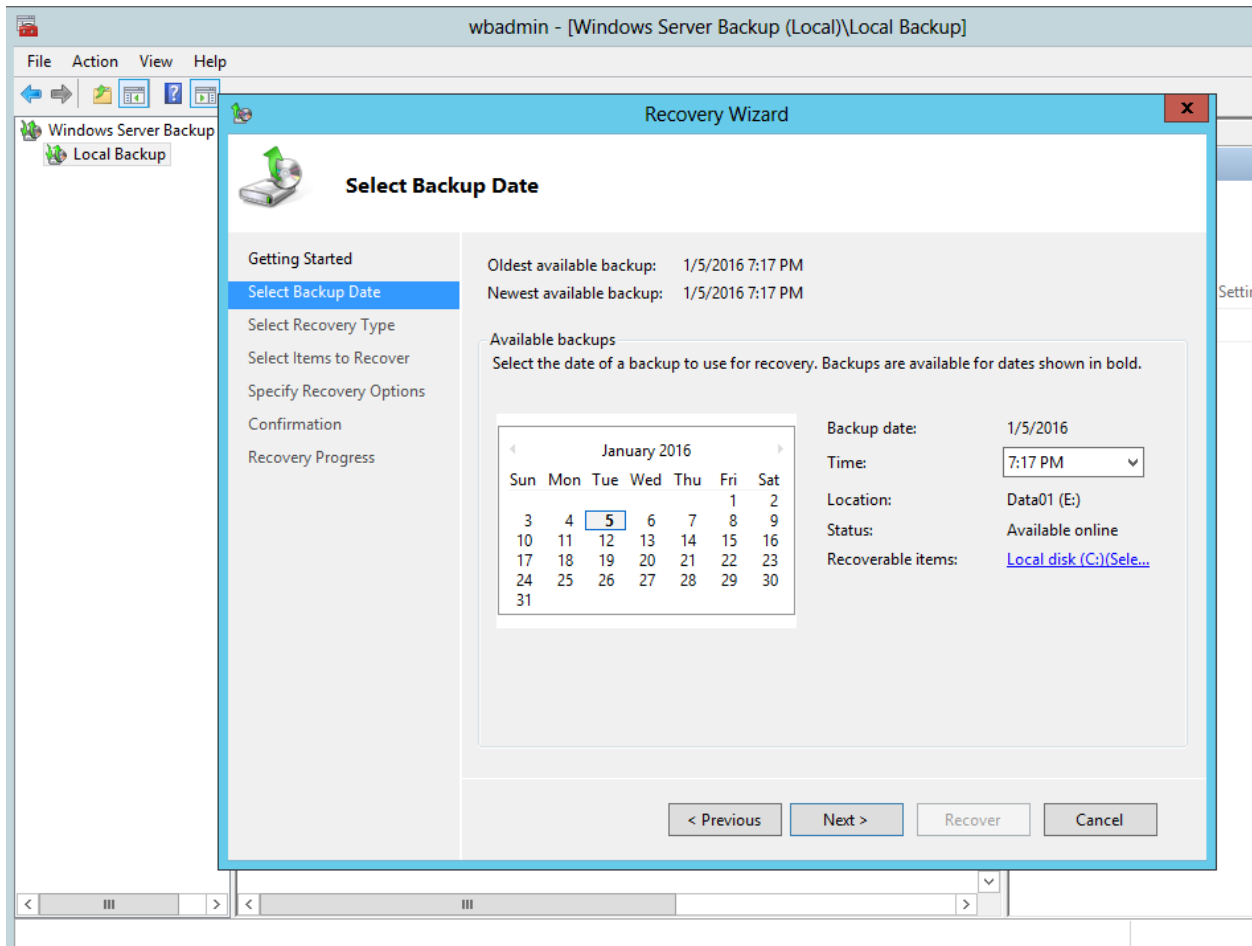 wbadmin - [Windows Server Backup (Local)\Local Backup]
File Action View Help
Windows Server Backup
Local Backup
Recovery Wizard
x
Select Backup Date
Getting Started
Select Backup Date
Select Recovery Type
Select Items to Recover
Specify Recovery Options
Confirmation
Recovery Progress
Oldest available backup: 1/5/2016 7:17 PM
Newest available backup: 1/5/2016 7:17 PM
Available backups
Select the date of a backup to use for recovery. Backups are available for dates shown in bold.
January 2016
Sun Mon Tue Wed Thu Fri Sat
1 2
3 4 5 6 7 8 9
10 11 12 13 14 15 16
17 18 19 20 21 22 23
24 25 26 27 28 29 30
31
Backup date: 1/5/2016
Time: 7:17 PM
Location: Data01 (E:)
Status: Available online
Recoverable items: Local disk (C:)(Sele...
< Previous Next > Recover Cancel